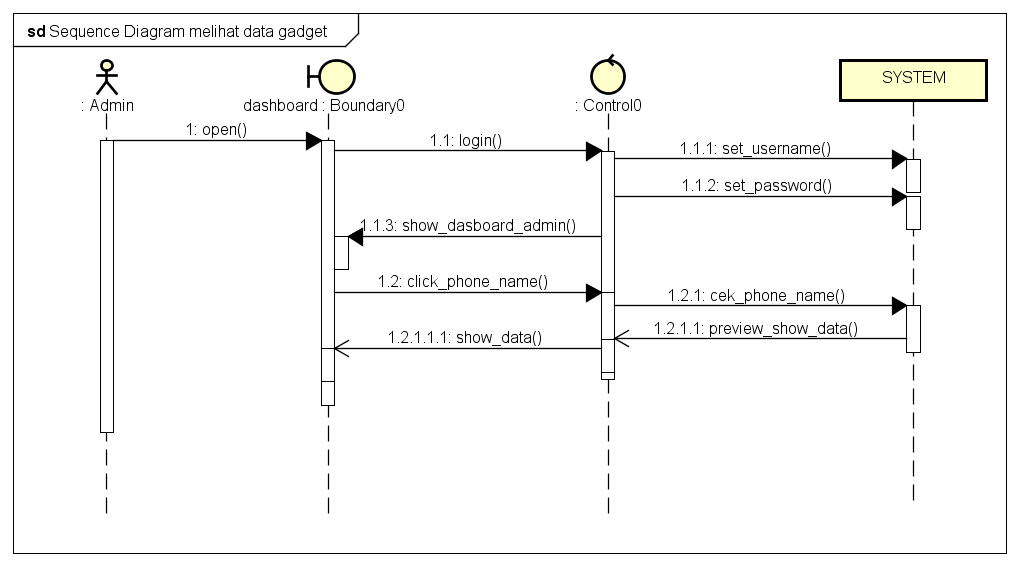 sd Sequence Diagram melihat data gadget
: Admin
dashboard : Boundary0
: Control0
SYSTEM
1: open()
1.1: login()
1.1.1: set_username()
1.1.2: set_password()
1.1.3: show_dasboard_admin()
1.2: click_phone_name()
1.2.1: cek_phone_name()
1.2.1.1: preview_show_data()
1.2.1.1.1: show_data()